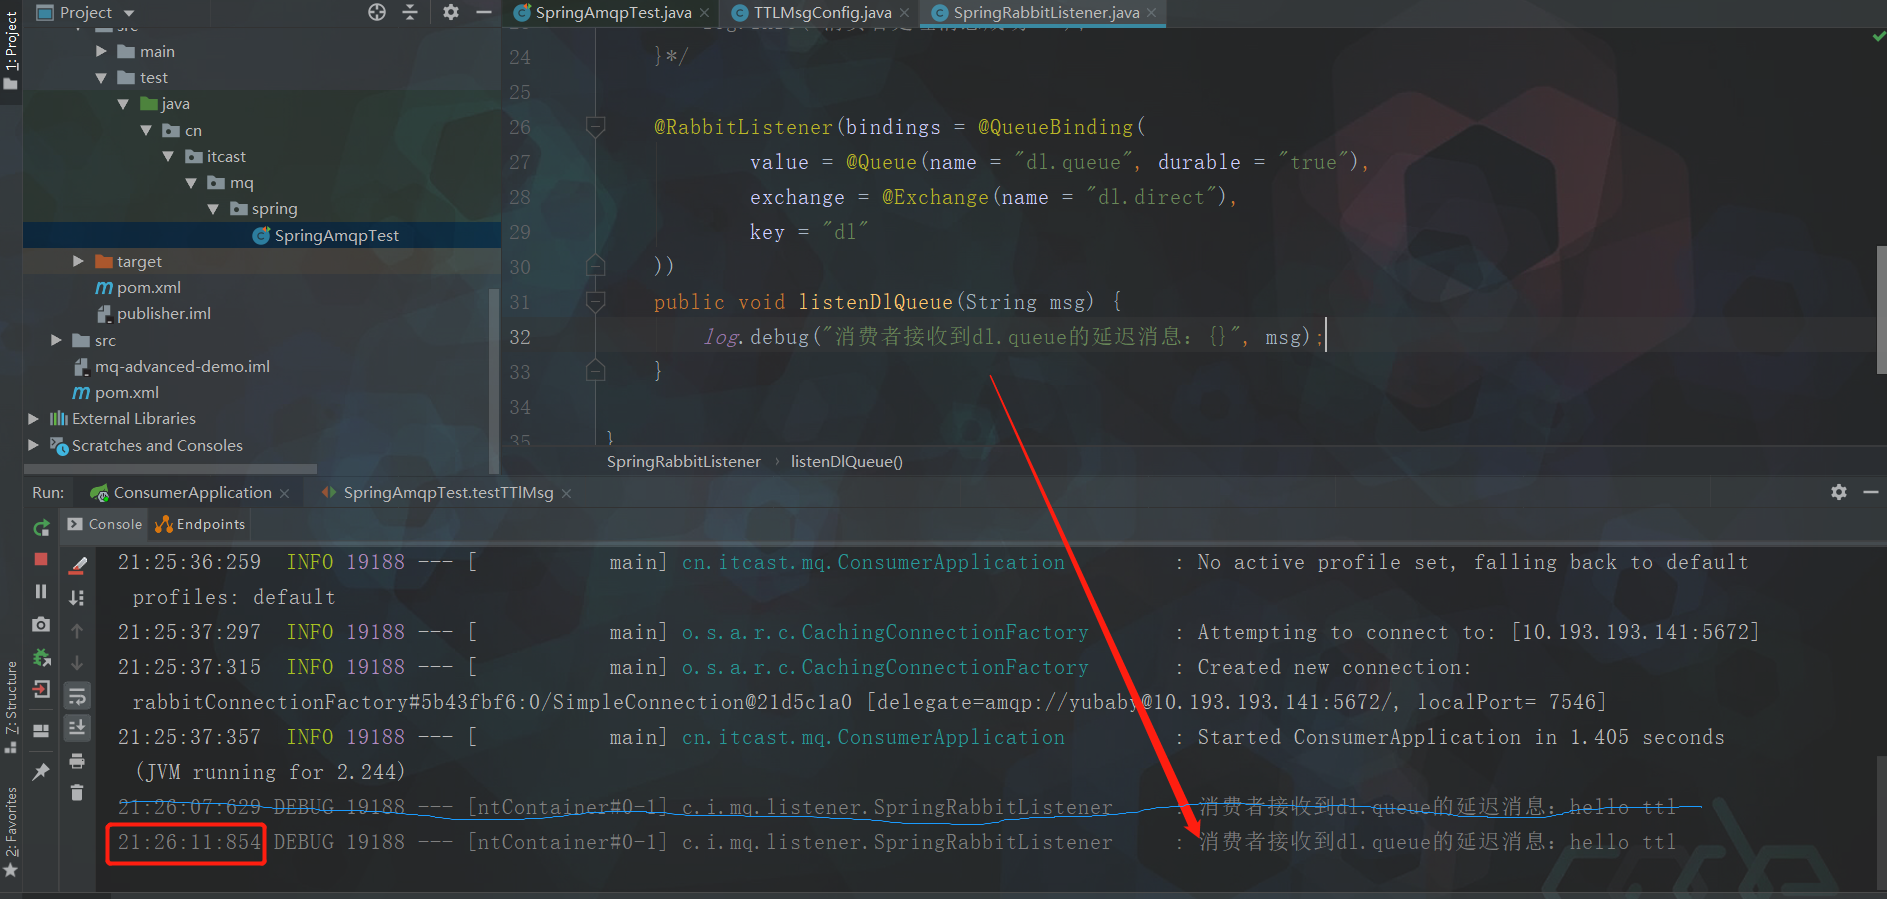 Project
SpringAmqpTest.java
TTLMsgConfig.java
SpringRabbitListener.java
1: Project
main
test
java
cn
itcast
mq
spring
SpringAmqpTest
target
pom.xml
publisher.iml
src
mq-advanced-demo.iml
pom.xml
External Libraries
Scratches and Consoles
24 }*/
25
26 @RabbitListener(bindings = @QueueBinding(
27 value = @Queue(name = "dl.queue", durable = "true"),
28 exchange = @Exchange(name = "dl.direct"),
29 key = "dl"
30 ))
31 public void listenDlQueue(String msg) {
32 log.debug("消费者接收到dl.queue的延迟消息：{}", msg);
33 }
34
35 }
SpringRabbitListener › listenDlQueue()
Run: ConsumerApplication SpringAmqpTest.testTTlMsg
Console Endpoints
21:25:36:259 INFO 19188 --- [ main] cn.itcast.mq.ConsumerApplication : No active profile set, falling back to default
profiles: default
21:25:37:297 INFO 19188 --- [ main] o.s.a.r.c.CachingConnectionFactory : Attempting to connect to: [10.193.193.141:5672]
21:25:37:315 INFO 19188 --- [ main] o.s.a.r.c.CachingConnectionFactory : Created new connection:
rabbitConnectionFactory#5b43fbf6:0/SimpleConnection@21d5c1a0 [delegate=amqp://yubaby@10.193.193.141:5672/, localPort= 7546]
21:25:37:357 INFO 19188 --- [ main] cn.itcast.mq.ConsumerApplication : Started ConsumerApplication in 1.405 seconds
(JVM running for 2.244)
21:26:07:629 DEBUG 19188 --- [ntContainer#0-1] c.i.mq.listener.SpringRabbitListener : 消费者接收到dl.queue的延迟消息：hello ttl
21:26:11:854 DEBUG 19188 --- [ntContainer#0-1] c.i.mq.listener.SpringRabbitListener : 消费者接收到dl.queue的延迟消息：hello ttl
7: Structure
2: Favorites